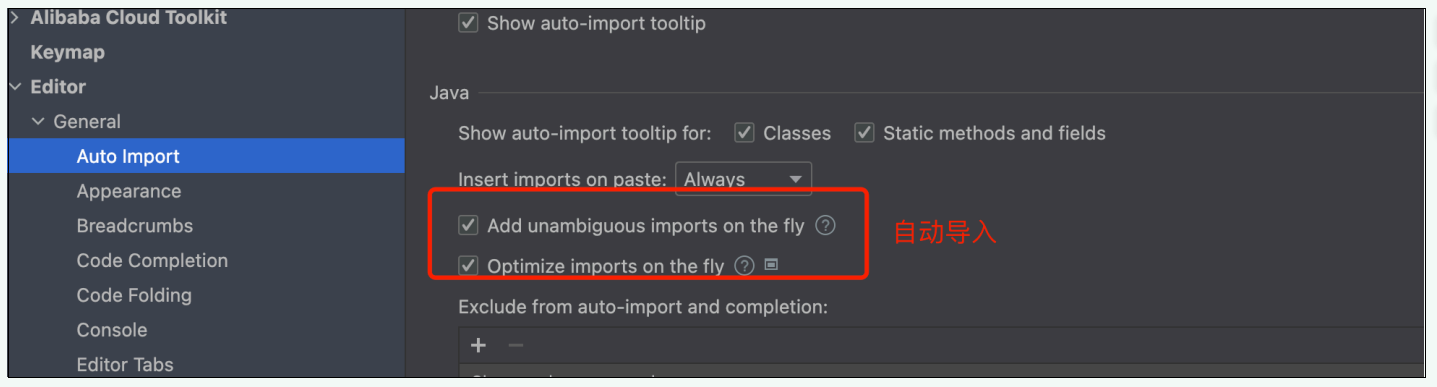 Alibaba Cloud Toolkit
Keymap
Editor
General
Auto Import
Appearance
Breadcrumbs
Code Completion
Code Folding
Console
Editor Tabs
Show auto-import tooltip
Java
Show auto-import tooltip for: Classes Static methods and fields
Insert imports on paste: Always
Add unambiguous imports on the fly ?
自动导入
Optimize imports on the fly ?
Exclude from auto-import and completion: